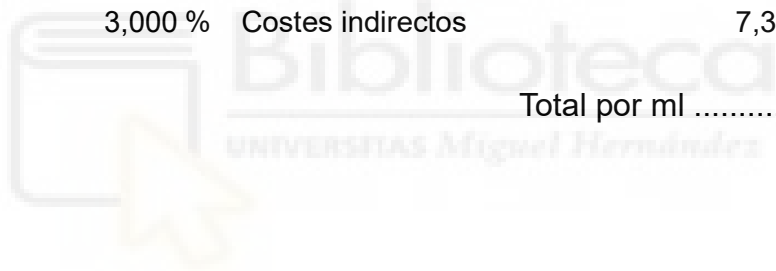 3,000 % Costes indirectos 7,3
Total por ml .........
Biblioteca
UNIVERSITAS Miguel Hernández